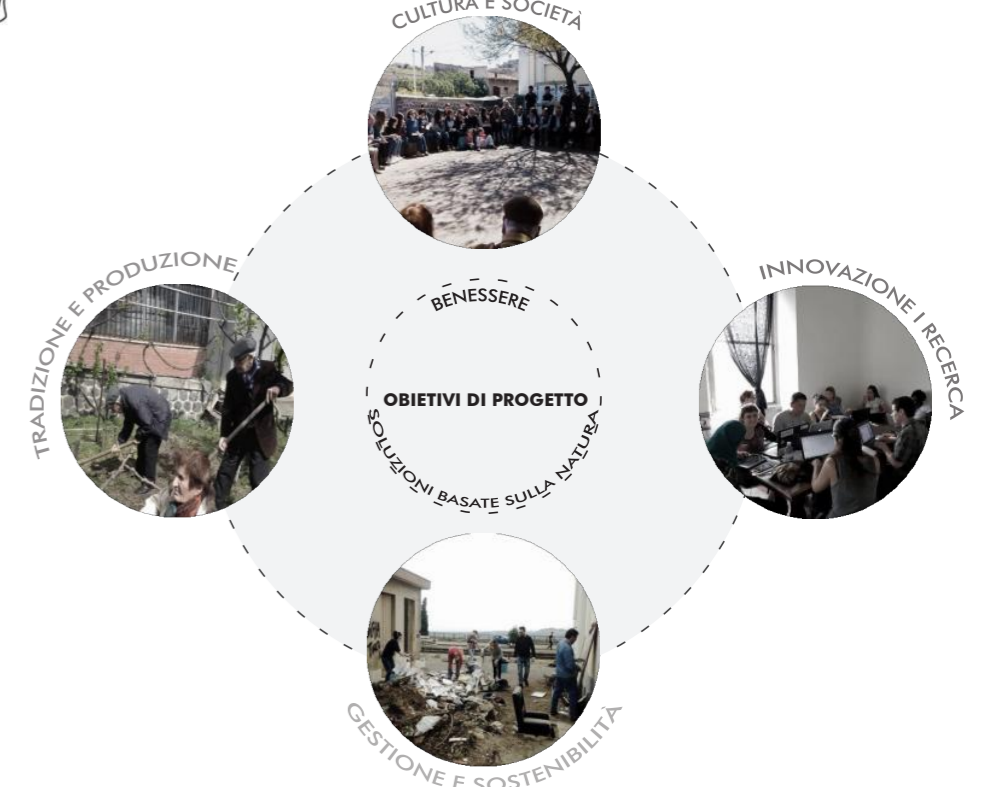 CULTURA E SOCIETÀ
TRADIZIONE E PRODUZIONE
INNOVAZIONE I RECERCA
BENESSERE
OBIETIVI DI PROGETTO
SOLUZIONI BASATE SULLA NATURA
GESTIONE E SOSTENIBILITÀ